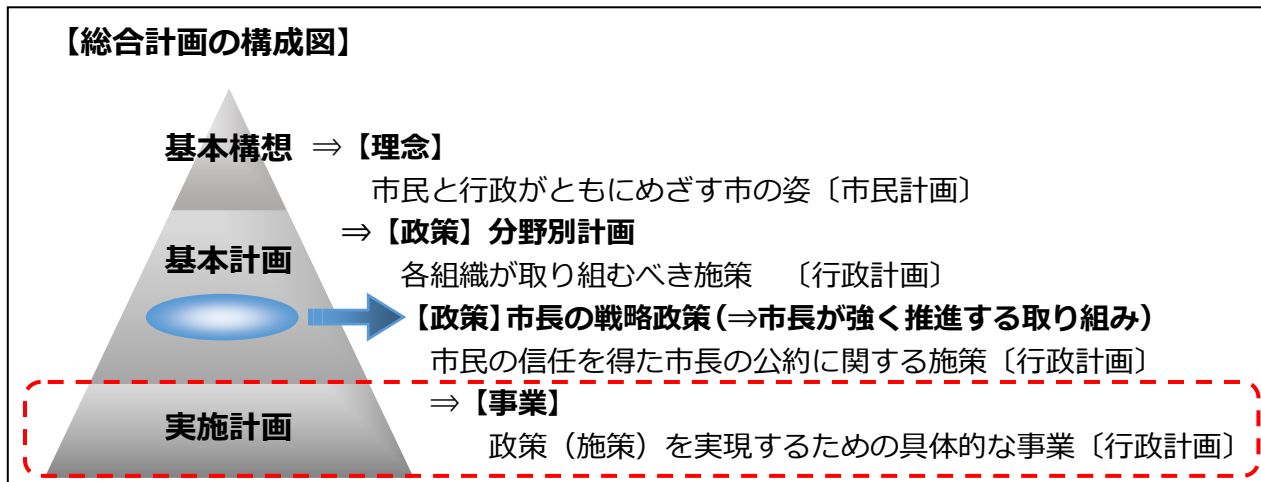 【総合計画の構成図】
基本構想 ⇒【理念】
市民と行政がともにめざす市の姿〔市民計画〕
⇒【政策】分野別計画
基本計画
各組織が取り組むべき施策　〔行政計画〕
【政策】市長の戦略政策(⇒市長が強く推進する取り組み)
市民の信任を得た市長の公約に関する施策〔行政計画〕
⇒【事業】
実施計画
政策（施策）を実現するための具体的な事業〔行政計画〕